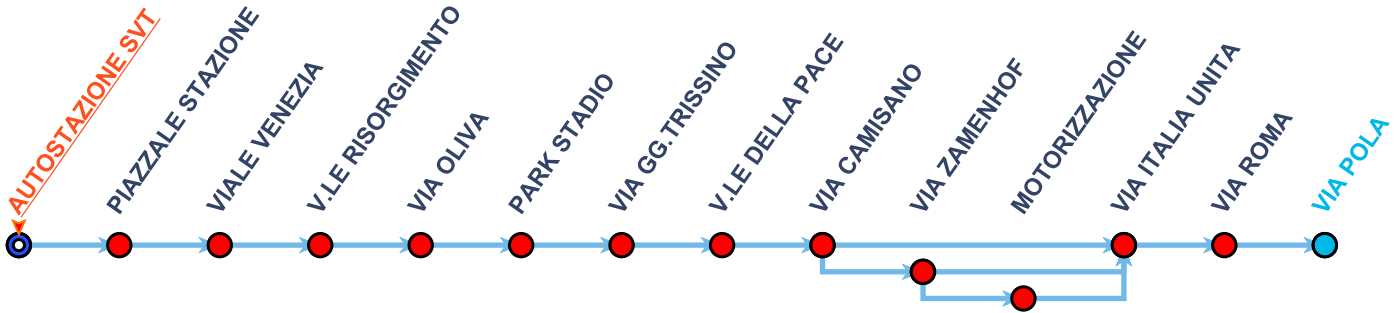 AUTOSTAZIONE SVT
PIAZZALE STAZIONE
VIALE VENEZIA
V.LE RISORGIMENTO
VIA OLIVA
PARK STADIO
VIA GG.TRISSINO
V.LE DELLA PACE
VIA CAMISANO
VIA ZAMENHOF
MOTORIZZAZIONE
VIA ITALIA UNITA
VIA ROMA
VIA POLA